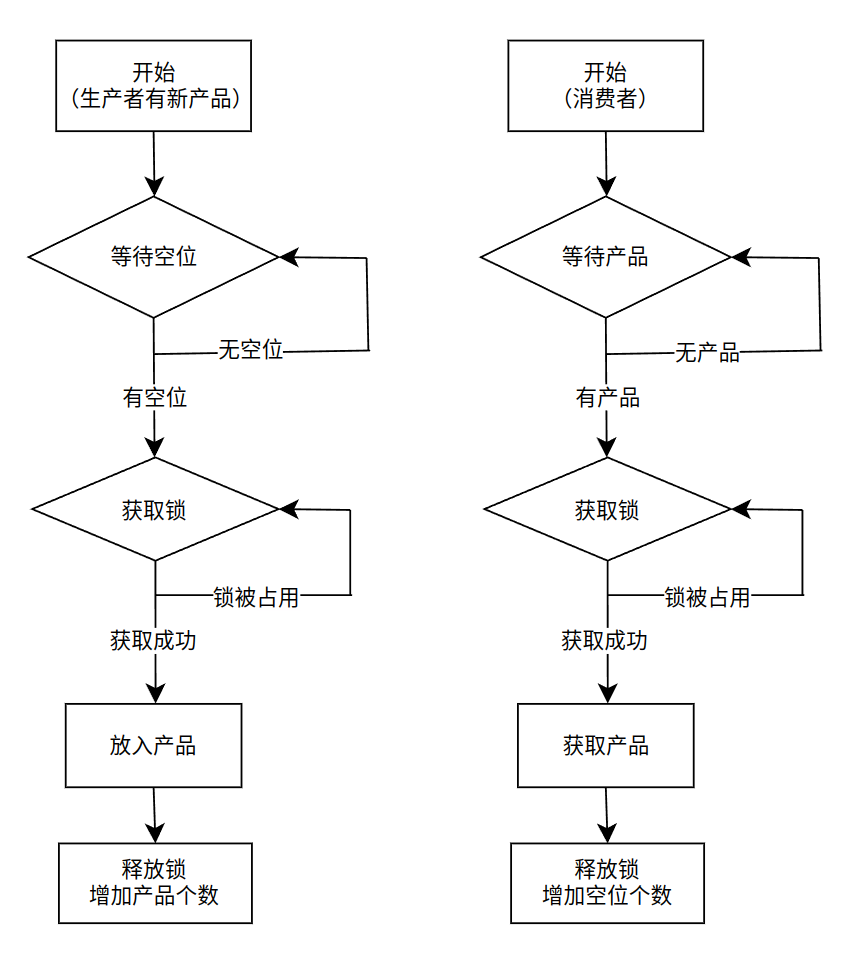 开始
（生产者有新产品）
等待空位
无空位
有空位
获取锁
锁被占用
获取成功
放入产品
释放锁
增加产品个数
开始
（消费者）
等待产品
无产品
有产品
获取锁
锁被占用
获取成功
获取产品
释放锁
增加空位个数